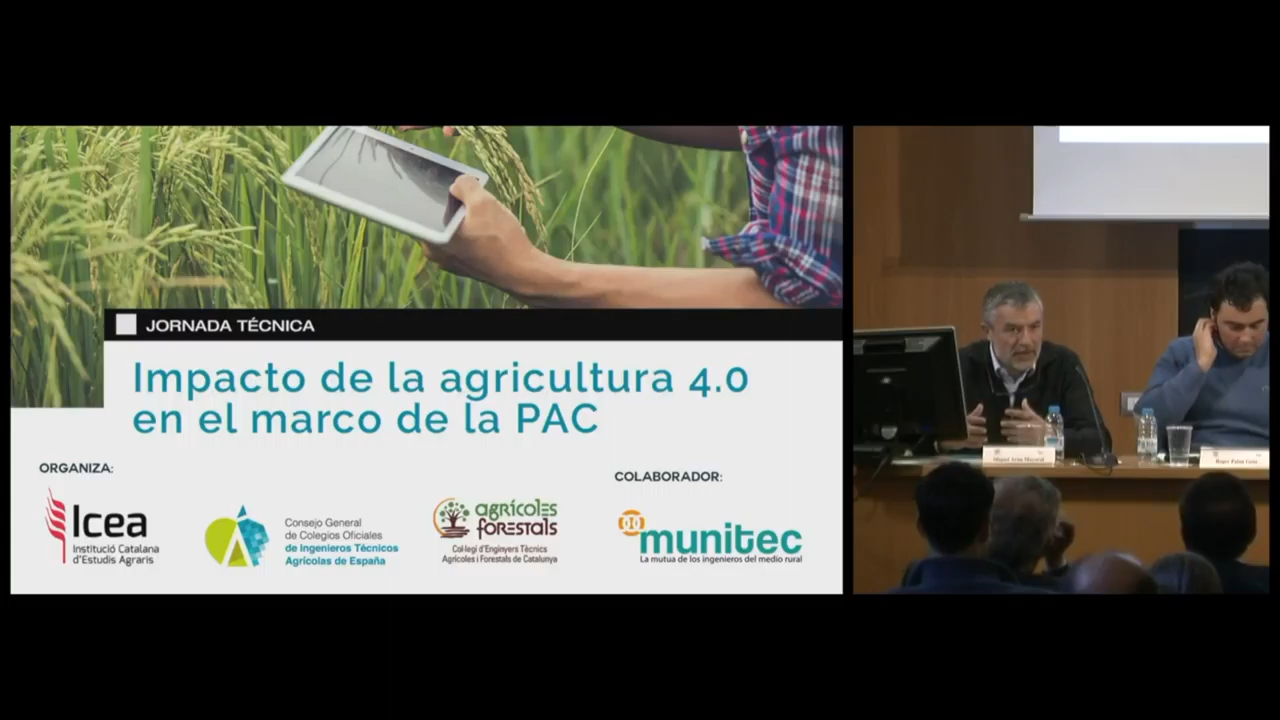 JORNADA TÉCNICA
Impacto de la agricultura 4.0
en el marco de la PAC
ORGANIZA:
Icea
Institució Catalana
d'Estudis Agraris
Consejo General
de Colegios Oficiales
de Ingenieros Técnicos
Agrícolas de España
agrícoles
forestals
Col·legi d'Enginyers Tècnics
Agrícoles i Forestals de Catalunya
COLABORADOR:
munitec
La mutua de los ingenieros del medio rural